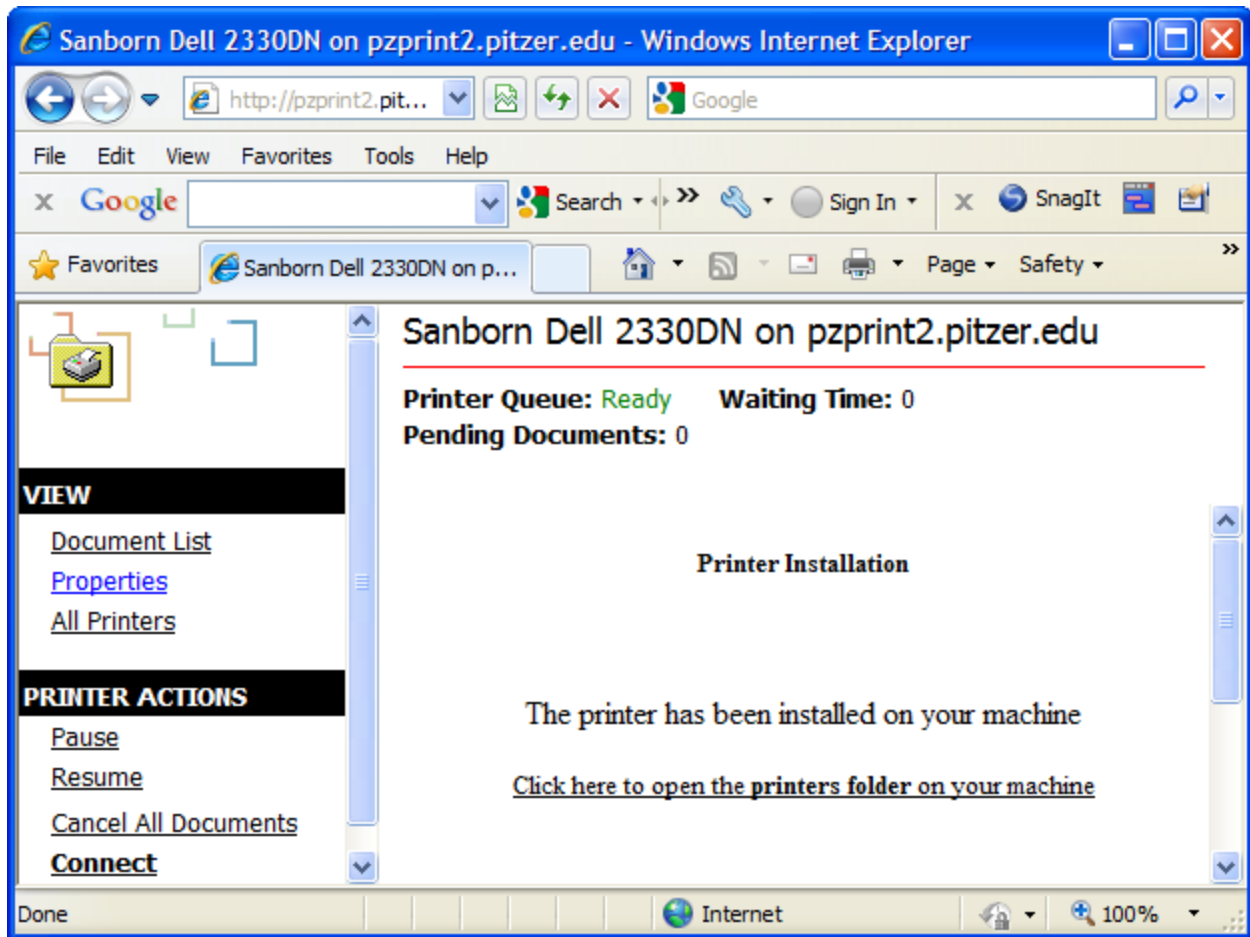 Sanborn Dell 2330DN on pzprint2.pitzer.edu - Windows Internet Explorer
http://pzprint2.pit... Google
File Edit View Favorites Tools Help
x Google Search Sign In x SnagIt
Favorites Sanborn Dell 2330DN on p... Page Safety »
Sanborn Dell 2330DN on pzprint2.pitzer.edu
Printer Queue: Ready Waiting Time: 0
Pending Documents: 0
VIEW
Document List
Properties
All Printers
PRINTER ACTIONS
Pause
Resume
Cancel All Documents
Connect
Printer Installation
The printer has been installed on your machine
Click here to open the printers folder on your machine
Done Internet 100%